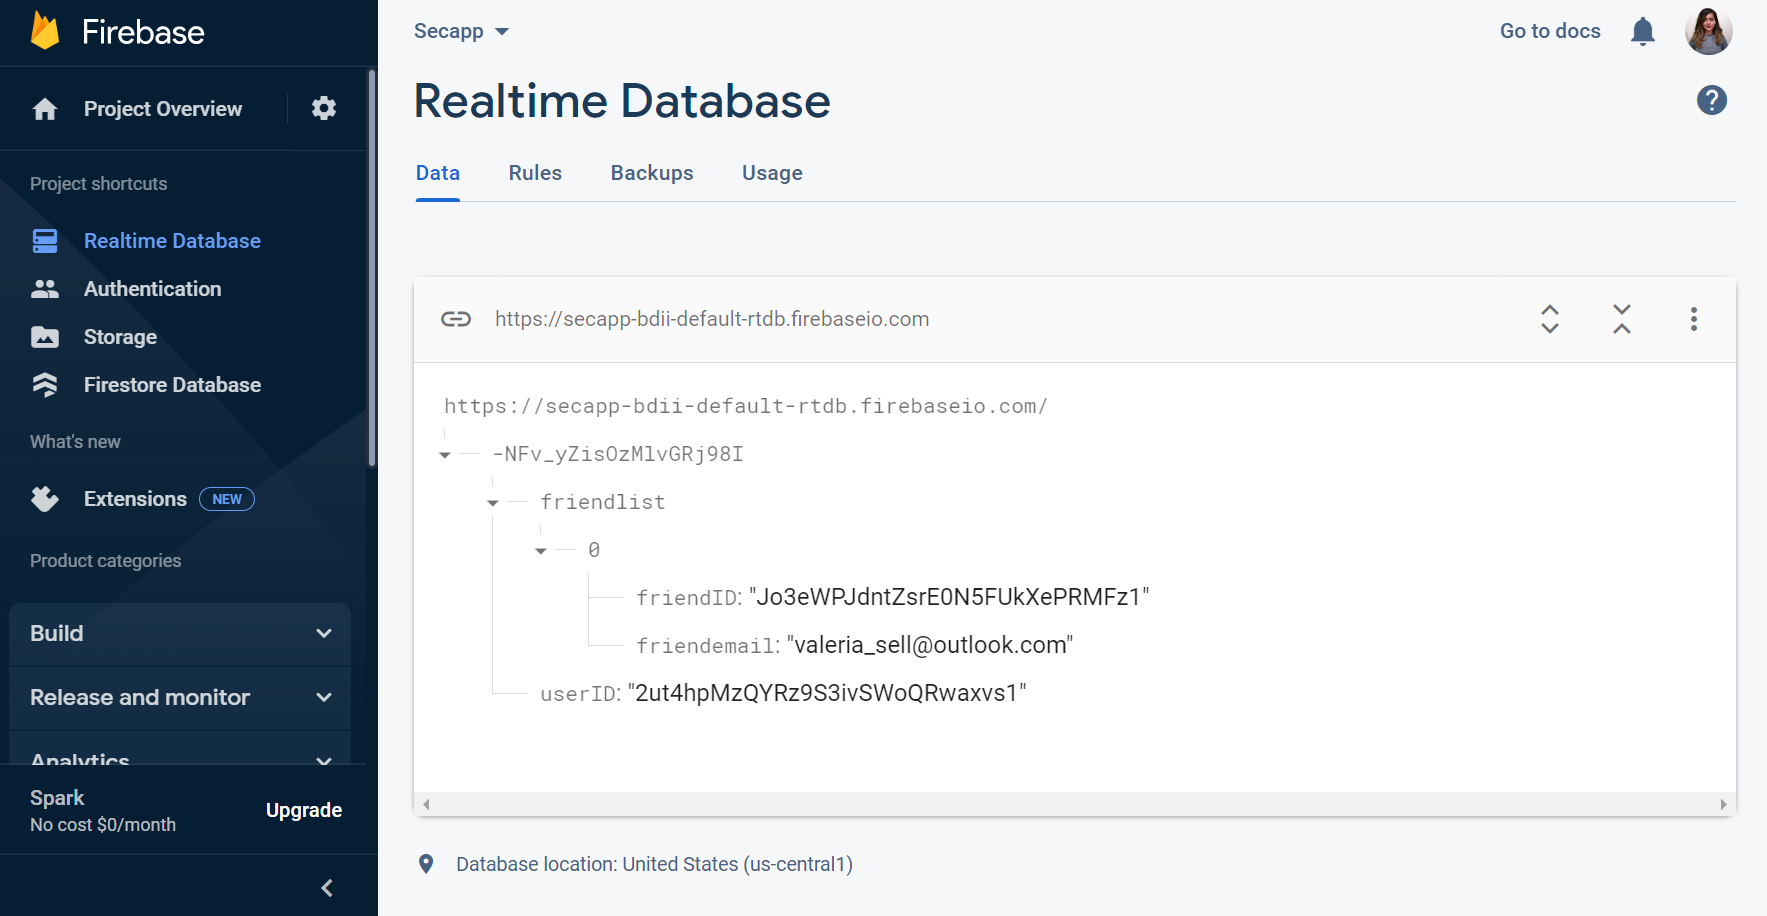 Firebase
Project Overview
Project shortcuts
Realtime Database
Authentication
Storage
Firestore Database
What's new
Extensions NEW
Product categories
Build
Release and monitor
Analytics
Spark
No cost $0/month
Upgrade
Secapp
Go to docs
Realtime Database
?
Data Rules Backups Usage
https://secapp-bdii-default-rtdb.firebaseio.com
https://secapp-bdii-default-rtdb.firebaseio.com/
-NFv_yZisOzMlvGRj98I
friendlist
0
friendID: "Jo3eWPJdntZsrE0N5FUkXePRMFz1"
friendemail: "valeria_sell@outlook.com"
userID: "2ut4hpMzQYRz9S3ivSWoQRwaxvs1"
Database location: United States (us-central1)